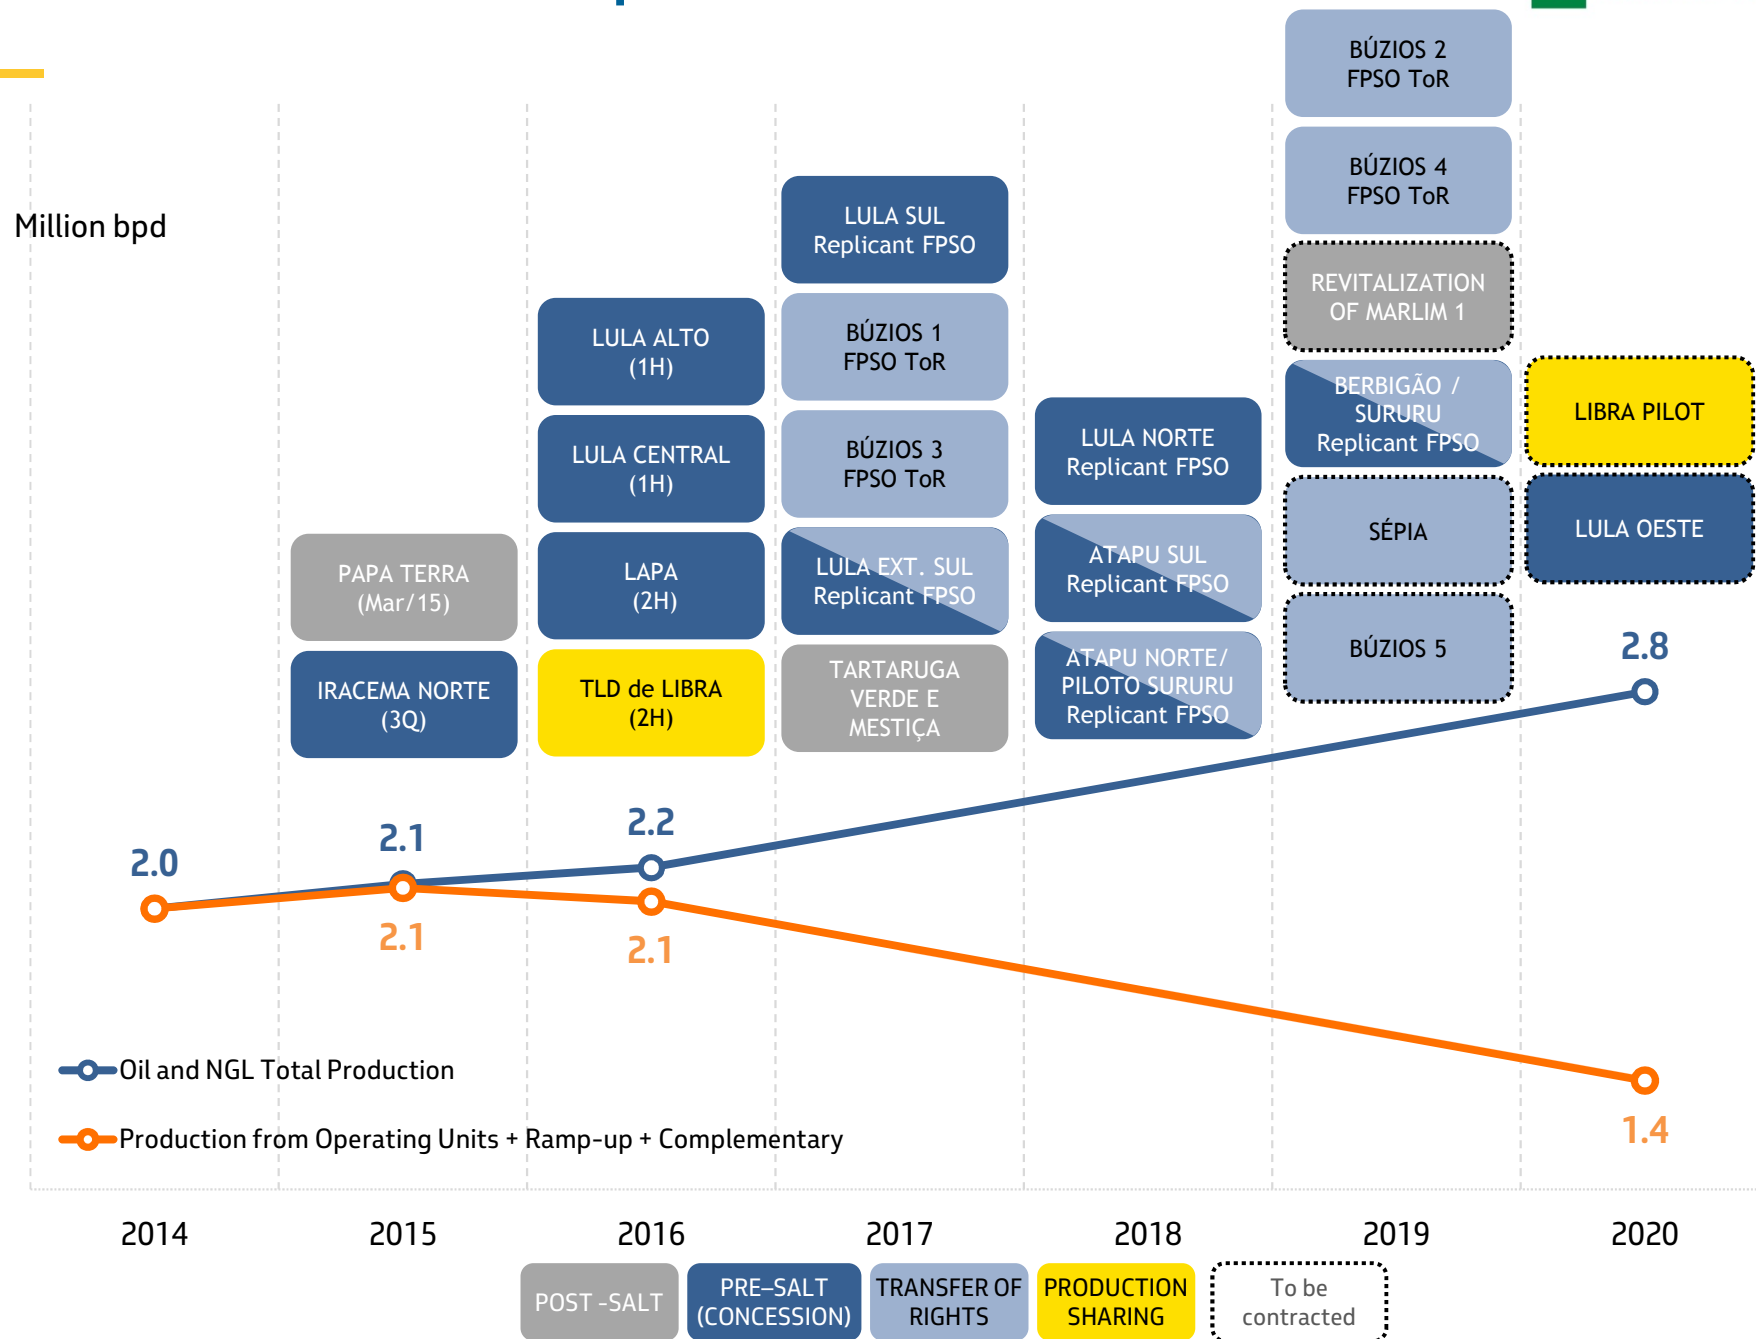 Million bpd
BÚZIOS 2
FPSO ToR
BÚZIOS 4
FPSO ToR
REVITALIZATION
OF MARLIM 1
BERBIGÃO /
SURURU
Replicant FPSO
SÉPIA
BÚZIOS 5
LULA SUL
Replicant FPSO
BÚZIOS 1
FPSO ToR
BÚZIOS 3
FPSO ToR
LULA EXT. SUL
Replicant FPSO
TARTARUGA
VERDE E
MESTIÇA
LULA ALTO
(1H)
LULA CENTRAL
(1H)
LAPA
(2H)
TLD de LIBRA
(2H)
PAPA TERRA
(Mar/15)
IRACEMA NORTE
(3Q)
LULA NORTE
Replicant FPSO
ATAPU SUL
Replicant FPSO
ATAPU NORTE/
PILOTO SURURU
Replicant FPSO
LIBRA PILOT
LULA OESTE
2.0
2.1
2.2
2.8
2.1
2.1
1.4
Oil and NGL Total Production
Production from Operating Units + Ramp-up + Complementary
2014
2015
2016
2017
2018
2019
2020
POST -SALT
PRE–SALT
(CONCESSION)
TRANSFER OF
RIGHTS
PRODUCTION
SHARING
To be
contracted